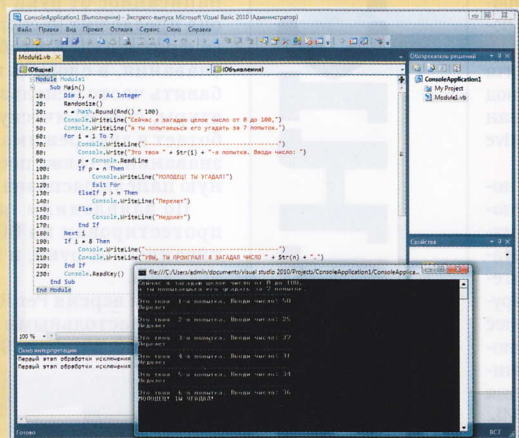 ConsoleApplication1 (Выполнение) - Экспресс-выпуск Microsoft Visual Basic 2010 (Администратор)
Файл Правка Вид Проект Отладка Сервис Окно Справка
Module1.vb
(Общие) (Объявления)
Module Module1
Sub Main()
10: Dim i, n, p As Integer
20: Randomize()
30: n = Math.Round(Rnd() * 100)
40: Console.WriteLine("Сейчас я загадаю целое число от 0 до 100,")
50: Console.WriteLine("а ты попытаешься его угадать за 7 попыток.")
60: For i = 1 To 7
70: Console.WriteLine("---------------------------------")
80: Console.Write("Это твоя " + Str(i) + "-я попытка. Вводи число: ")
90: p = Console.ReadLine
100: If p = n Then
110: Console.WriteLine("МОЛОДЕЦ! ТЫ УГАДАЛ!")
120: Exit For
130: ElseIf p > n Then
140: Console.WriteLine("Перелет")
150: Else
160: Console.WriteLine("Недолет")
170: End If
180: Next i
190: If i = 8 Then
200: Console.WriteLine("---------------------------------")
210: Console.WriteLine("УВЫ, ТЫ ПРОИГРАЛ! Я ЗАГАДАЛ ЧИСЛО " + Str(n) + ".")
220: End If
230: Console.ReadKey()
End Sub
End Module
100 %
Окно интерпретации
Первый этап обработки исключения
Первый этап обработки исключения
Готово
Обозреватель решений
ConsoleApplication1
My Project
Module1.vb
Свойства
file:///C:/Users/admin/documents/visual studio 2010/Projects/ConsoleApplication1/ConsoleApplica...
Сейчас я загадаю целое число от 0 до 100,
а ты попытаешься его угадать за 7 попыток.
Это твоя 1-я попытка. Вводи число: 50
Перелет
Это твоя 2-я попытка. Вводи число: 25
Недолет
Это твоя 3-я попытка. Вводи число: 37
Перелет
Это твоя 4-я попытка. Вводи число: 31
Недолет
Это твоя 5-я попытка. Вводи число: 34
Недолет
Это твоя 6-я попытка. Вводи число: 36
МОЛОДЕЦ! ТЫ УГАДАЛ!
ВСТ